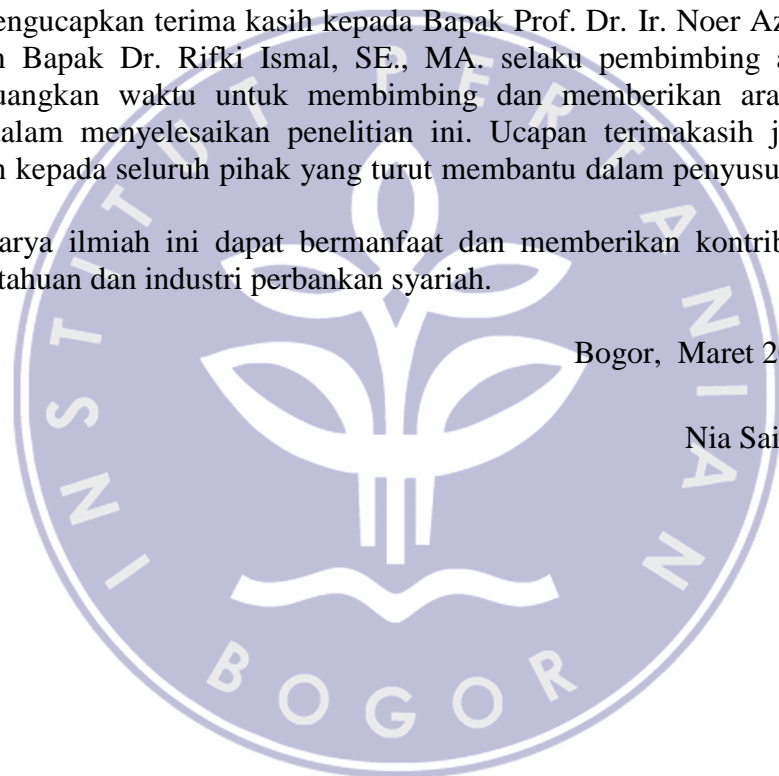 engucapkan terima kasih kepada Bapak Prof. Dr. Ir. Noer Az
n Bapak Dr. Rifki Ismal, SE., MA. selaku pembimbing a
uangkan waktu untuk membimbing dan memberikan ara
alam menyelesaikan penelitian ini. Ucapan terimakasih j
n kepada seluruh pihak yang turut membantu dalam penyusu
arya ilmiah ini dapat bermanfaat dan memberikan kontrib
tahuan dan industri perbankan syariah.
Bogor, Maret 2
Nia Sai
INSTITUT PERTANIAN
BOGOR